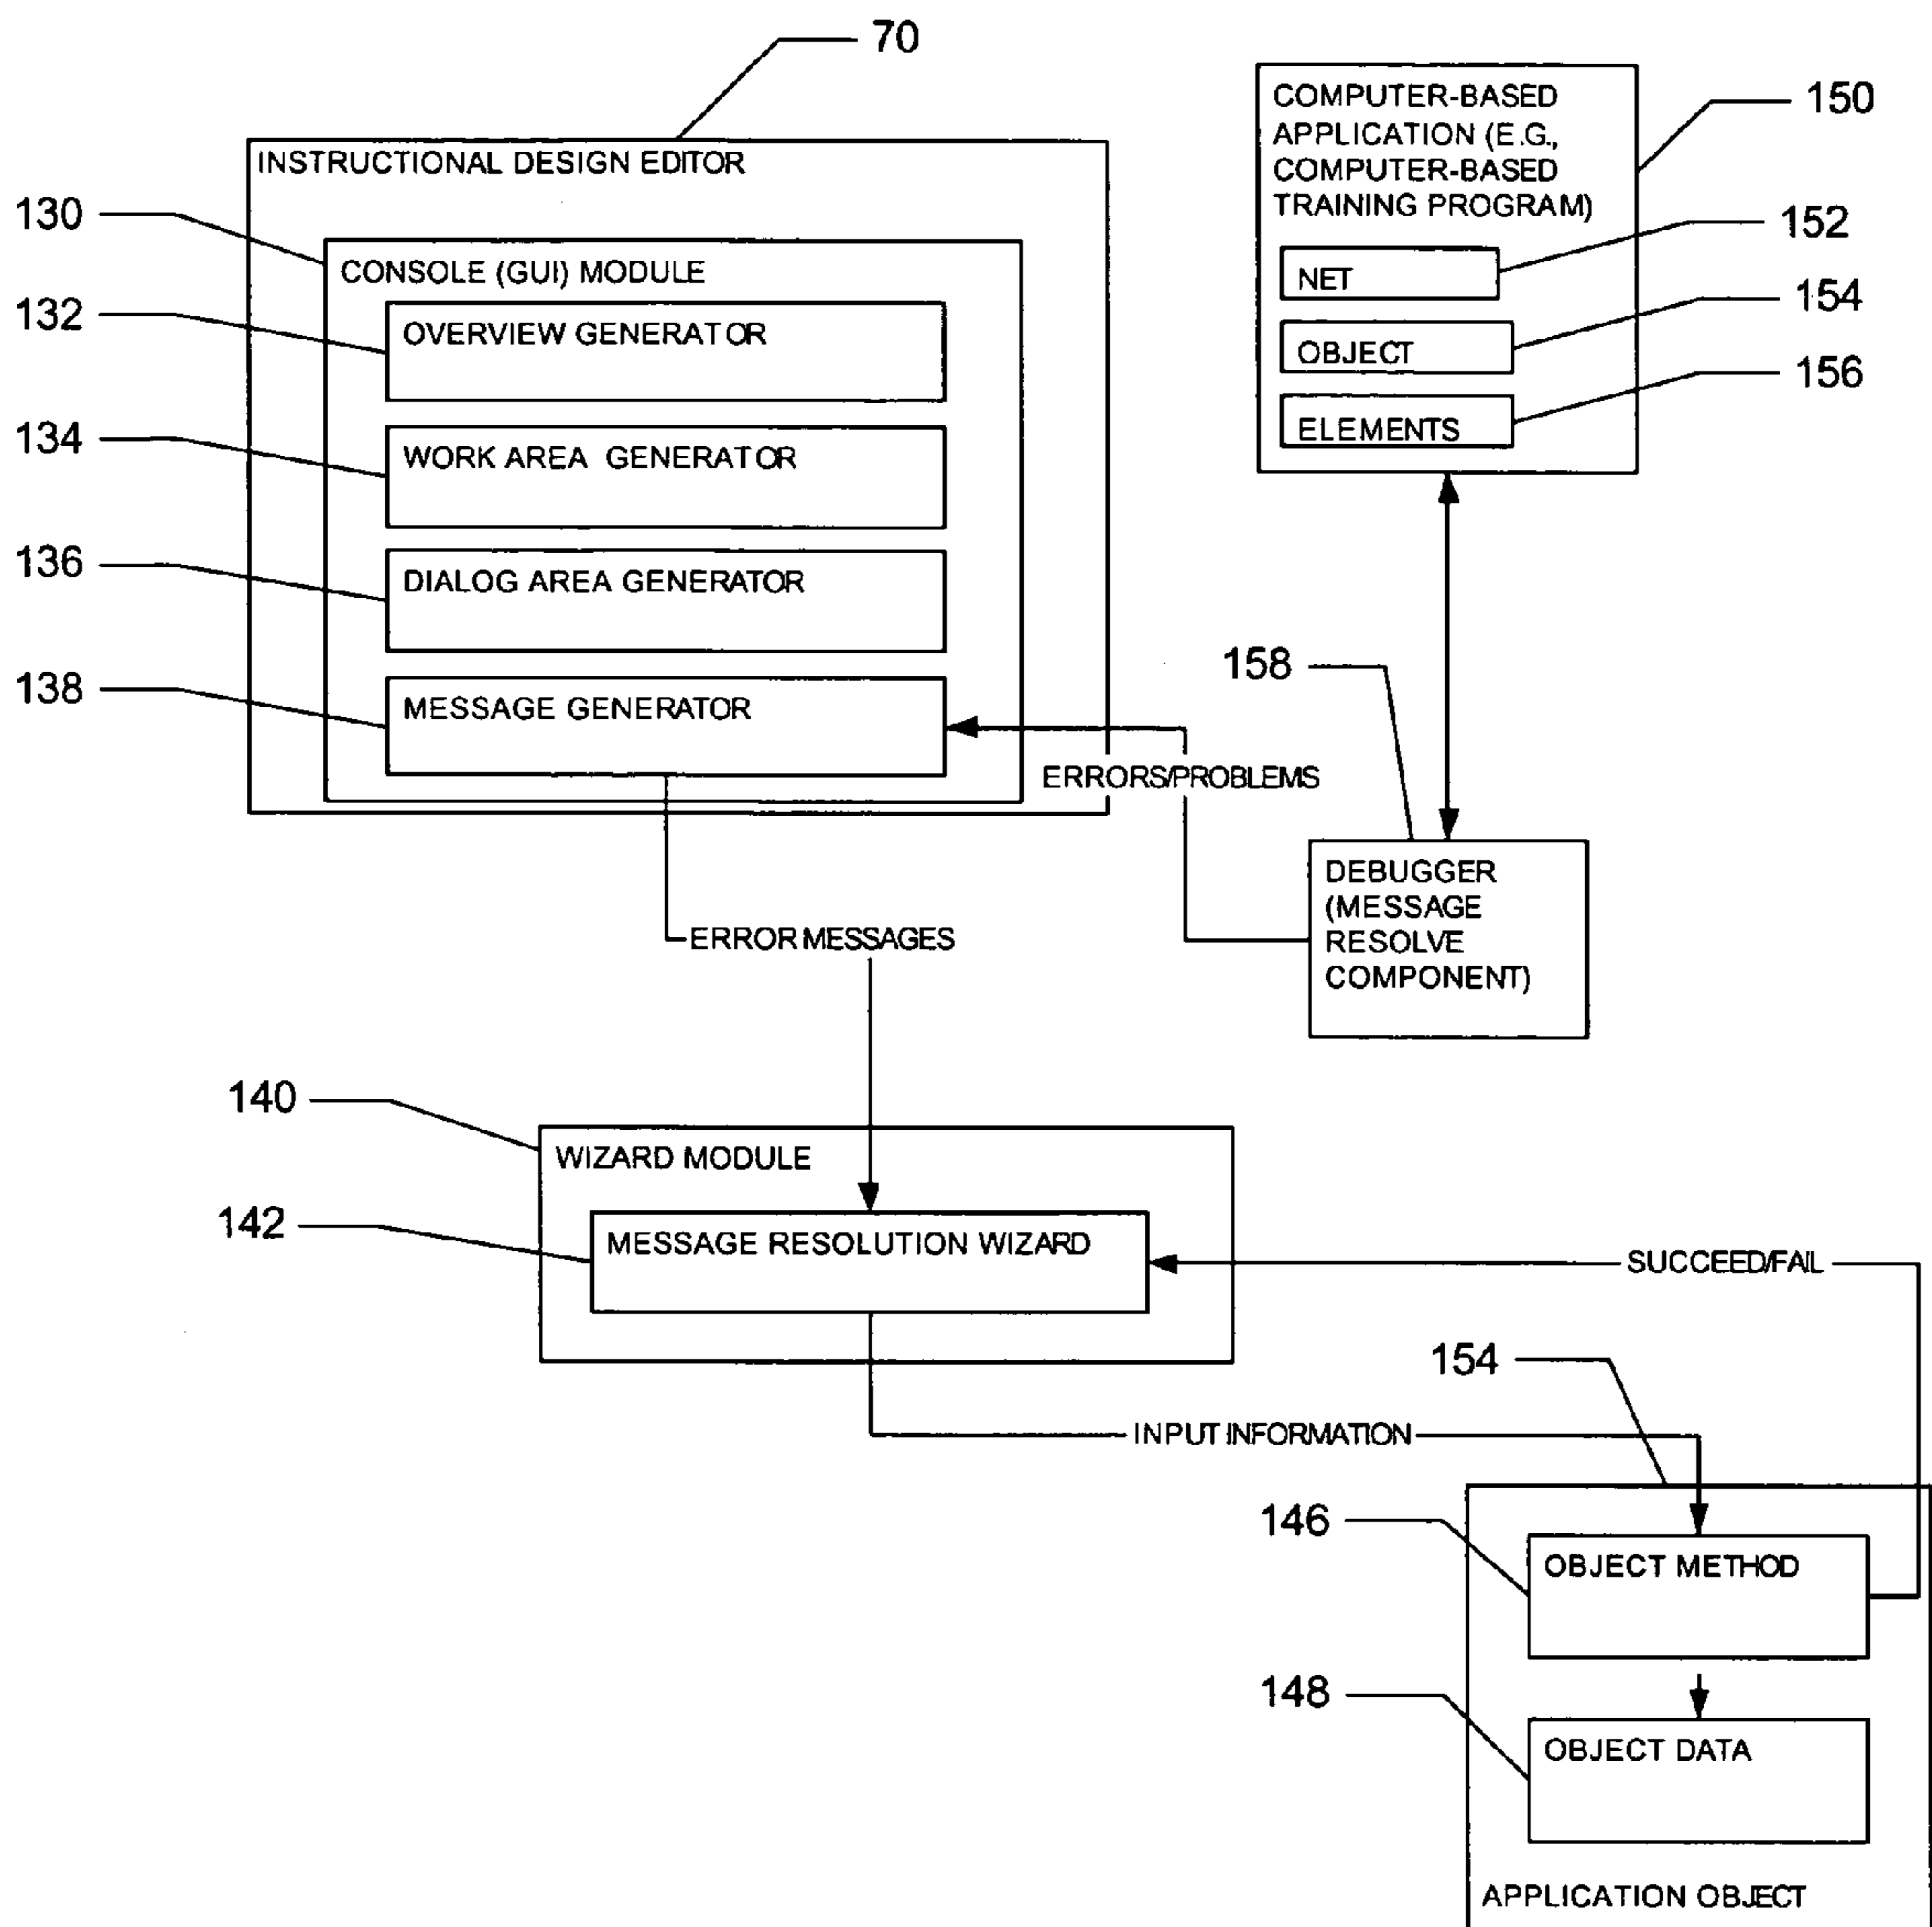 70
INSTRUCTIONAL DESIGN EDITOR
130
CONSOLE (GUI) MODULE
132
OVERVIEW GENERATOR
134
WORK AREA GENERATOR
136
DIALOG AREA GENERATOR
138
MESSAGE GENERATOR
COMPUTER-BASED
APPLICATION (E.G.,
COMPUTER-BASED
TRAINING PROGRAM)
150
NET
152
OBJECT
154
ELEMENTS
156
158
ERRORS/PROBLEMS
DEBUGGER
(MESSAGE
RESOLVE
COMPONENT)
ERROR MESSAGES
140
WIZARD MODULE
142
MESSAGE RESOLUTION WIZARD
SUCCEED/FAIL
154
INPUT INFORMATION
146
OBJECT METHOD
148
OBJECT DATA
APPLICATION OBJECT